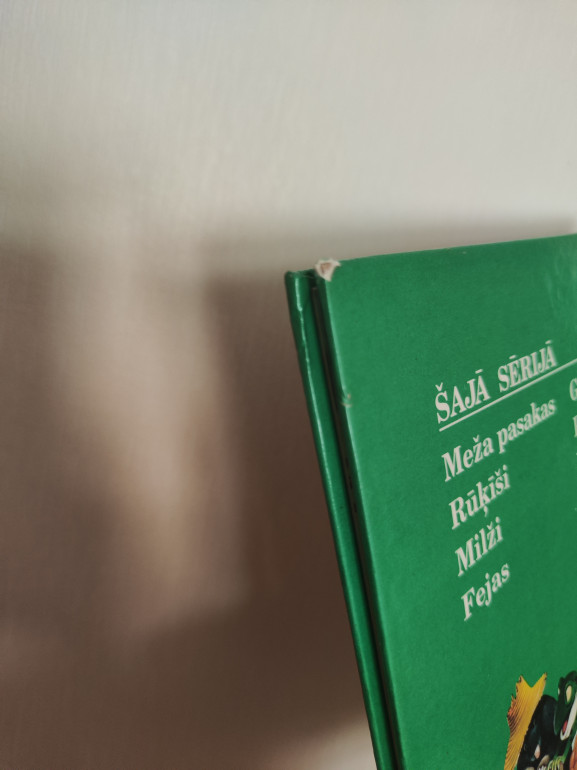 ŠAJĀ SĒRIJĀ
Meža pasakas
Rūķīši
Milži
Fejas
G